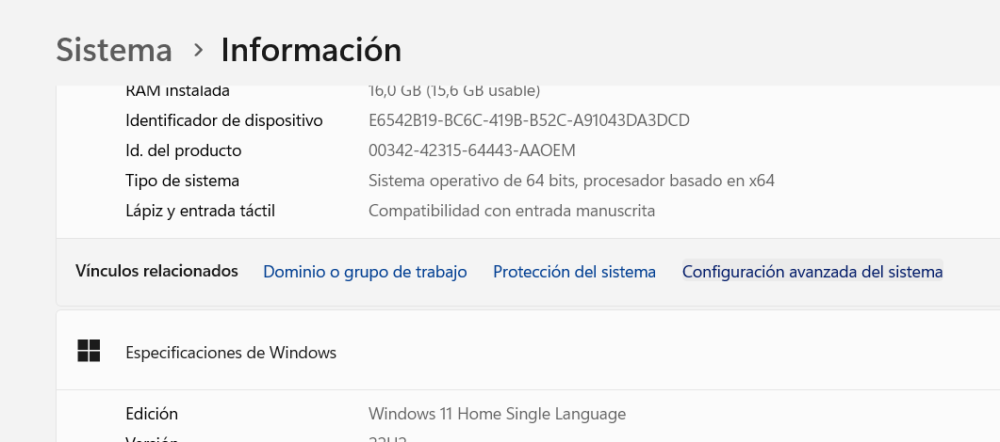 Sistema > Información
RAM instalada 16,0 GB (15,6 GB usable)
Identificador de dispositivo E6542B19-BC6C-419B-B52C-A91043DA3DCD
Id. del producto 00342-42315-64443-AAOEM
Tipo de sistema Sistema operativo de 64 bits, procesador basado en x64
Lápiz y entrada táctil Compatibilidad con entrada manuscrita
Vínculos relacionados Dominio o grupo de trabajo Protección del sistema Configuración avanzada del sistema
Especificaciones de Windows
Edición Windows 11 Home Single Language
Versión 22H2